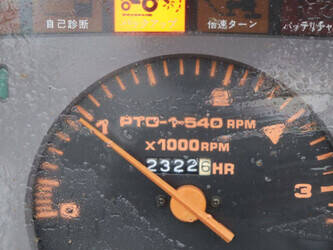 自己診断 倍速ターン バッテリチャ
1 2
PTO-1-540 RPM
x1000RPM
23226HR
0 3